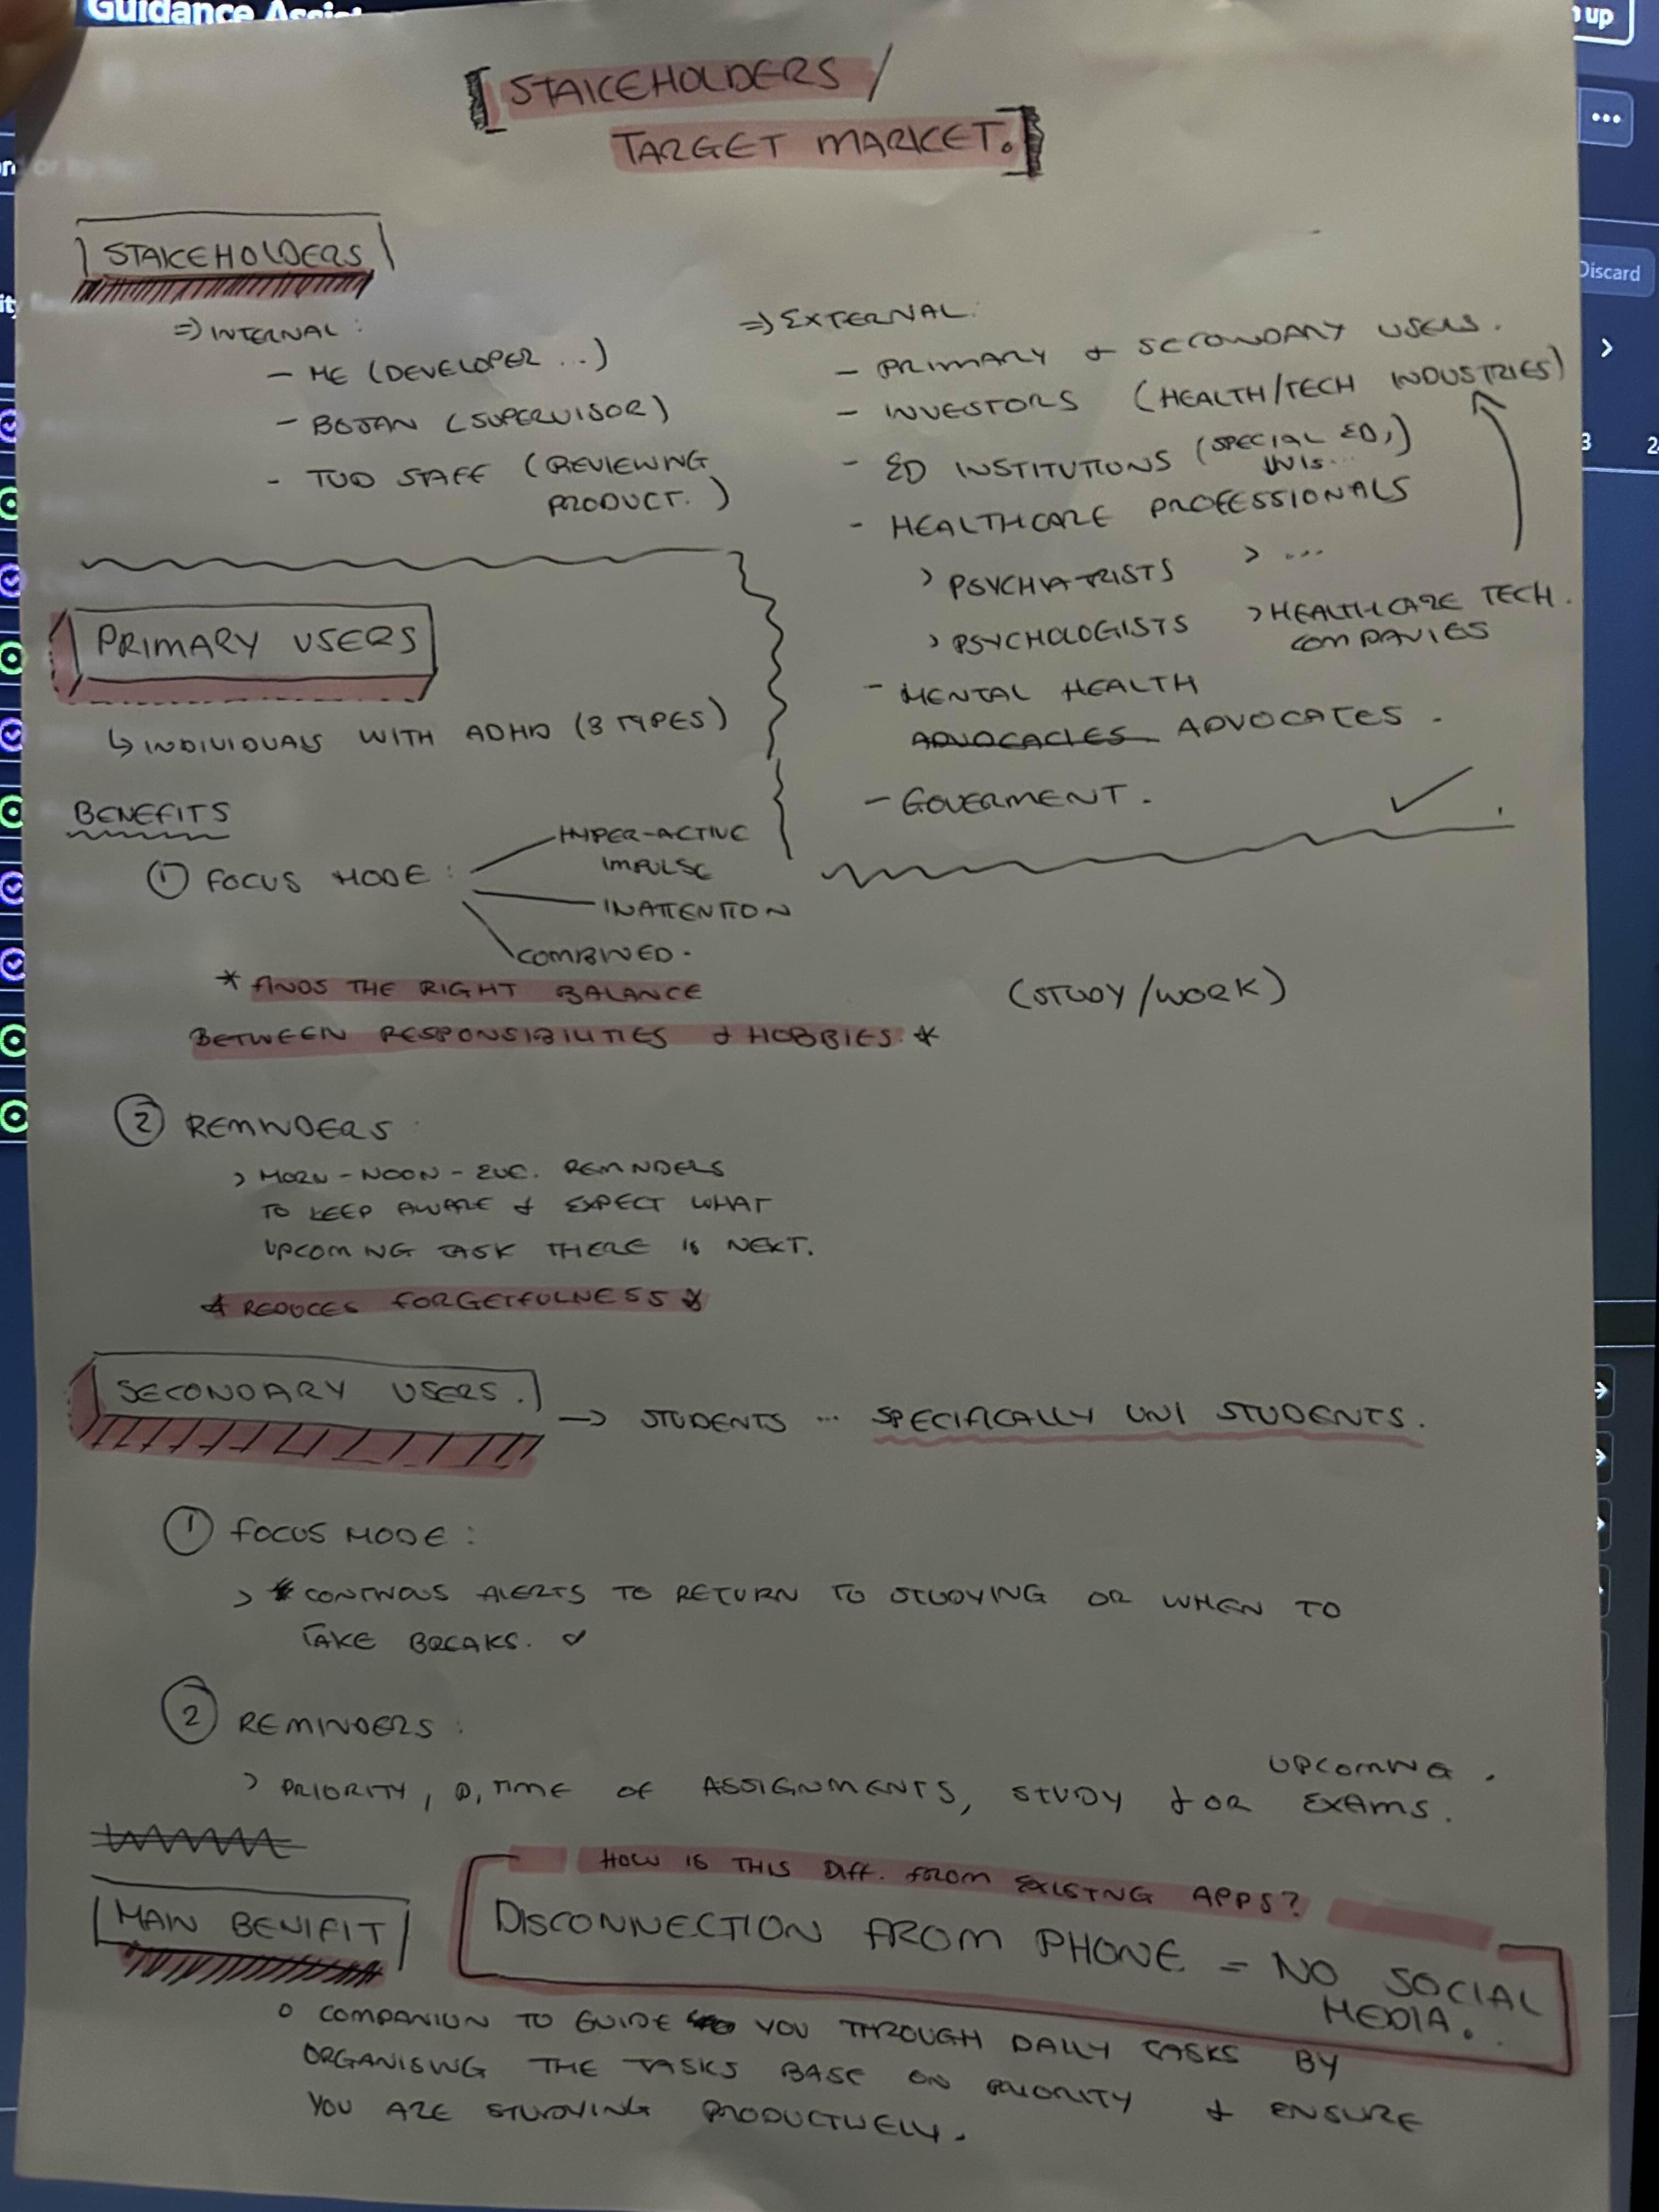 Guidance Assist
n up
Discard
[STAKEHOLDERS /
TARGET MARKET.]
STAKEHOLDERS
=> INTERNAL :
- ME (DEVELOPER ...)
- BOJAN (SUPERVISOR)
- TUD STAFF (REVIEWING
PRODUCT.)
=> EXTERNAL.
- PRIMARY & SECONDARY USERS.
- INVESTORS (HEALTH/TECH INDUSTRIES)
- ED INSTITUTIONS (SPECIAL ED,)
UNIs...
- HEALTHCARE PROFESSIONALS
> PSYCHIATRISTS > ...
> PSYCHOLOGISTS > HEALTHCARE TECH.
COMPANIES
- MENTAL HEALTH
ADVOCACIES ADVOCATES.
- GOVERMENT.
PRIMARY USERS
↳ INDIVIDUALS WITH ADHD (3 TYPES)
BENEFITS
① FOCUS MODE :
HYPER-ACTIVE
IMPULSE
INATTENTION
COMBINED.
* FINDS THE RIGHT BALANCE
BETWEEN RESPONSIBILITIES & HOBBIES. *
(STUDY/WORK)
② REMINDERS
> MORN - NOON - EVE. REMINDERS
TO KEEP AWARE & EXPECT WHAT
UPCOMING TASK THERE IS NEXT.
* REDUCES FORGETFULNESS *
SECONDARY USERS.
→ STUDENTS ... SPECIFICALLY UNI STUDENTS.
① FOCUS MODE :
> * CONTINOUS ALERTS TO RETURN TO STUDYING OR WHEN TO
TAKE BREAKS.
② REMINDERS :
> PRIORITY, D, TIME OF ASSIGNMENTS, STUDY FOR UPCOMING EXAMS.
MAIN BENIFIT
HOW IS THIS DIFF. FROM EXISTNG APPS?
DISCONNECTION FROM PHONE = NO SOCIAL
MEDIA.
○ COMPANION TO GUIDE YOU THROUGH DAILY TASKS BY
ORGANISING THE TASKS BASE ON PRIORITY & ENSURE
YOU ARE STUDYING PRODUCTIVELY.